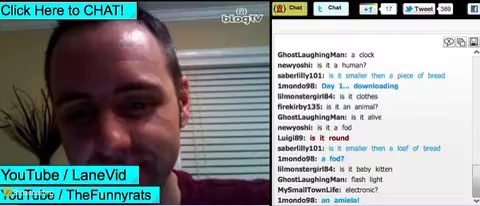 Click Here to CHAT!
blogTV
YouTube / LaneVid
YouTube / TheFunnyrats
Chat
Chat
+1
17
Tweet
389
GhostLaughingMan: a clock
newyoshi: is it a human?
saberlilly101: is it smaller then a piece of bread
1mondo98: Day 1... downloading
lilmonstergirl84: is it clothes
firekirby135: is it an animal?
GhostLaughingMan: is it alive
newyoshi: is it a fod
Luigi89: is it round
saberlilly101: is it smaller then a loaf of bread
1mondo98: a fod?
lilmonstergirl84: is it baby kitten
GhostLaughingMan: flash light
MySmallTownLife: electronic?
1mondo98: an amiela!